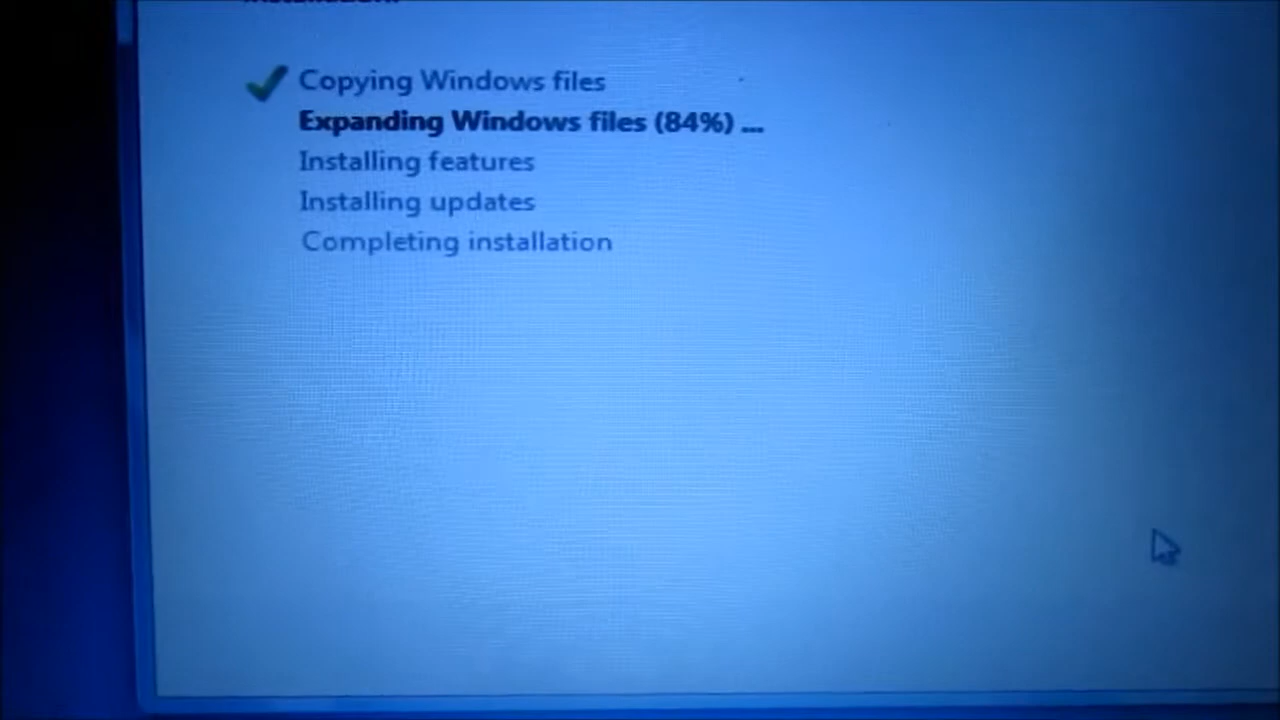 Copying Windows files
Expanding Windows files (84%) ...
Installing features
Installing updates
Completing installation